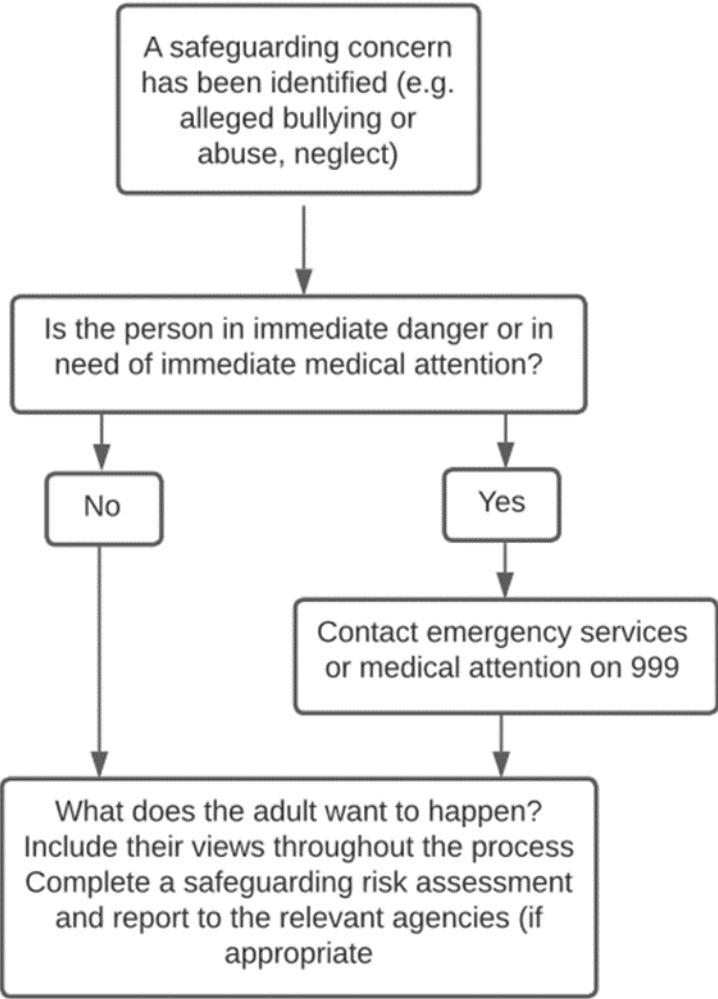 A safeguarding concern
has been identified (e.g.
alleged bullying or
abuse, neglect)
Is the person in immediate danger or in
need of immediate medical attention?
No
Yes
Contact emergency services
or medical attention on 999
What does the adult want to happen?
Include their views throughout the process
Complete a safeguarding risk assessment
and report to the relevant agencies (if
appropriate